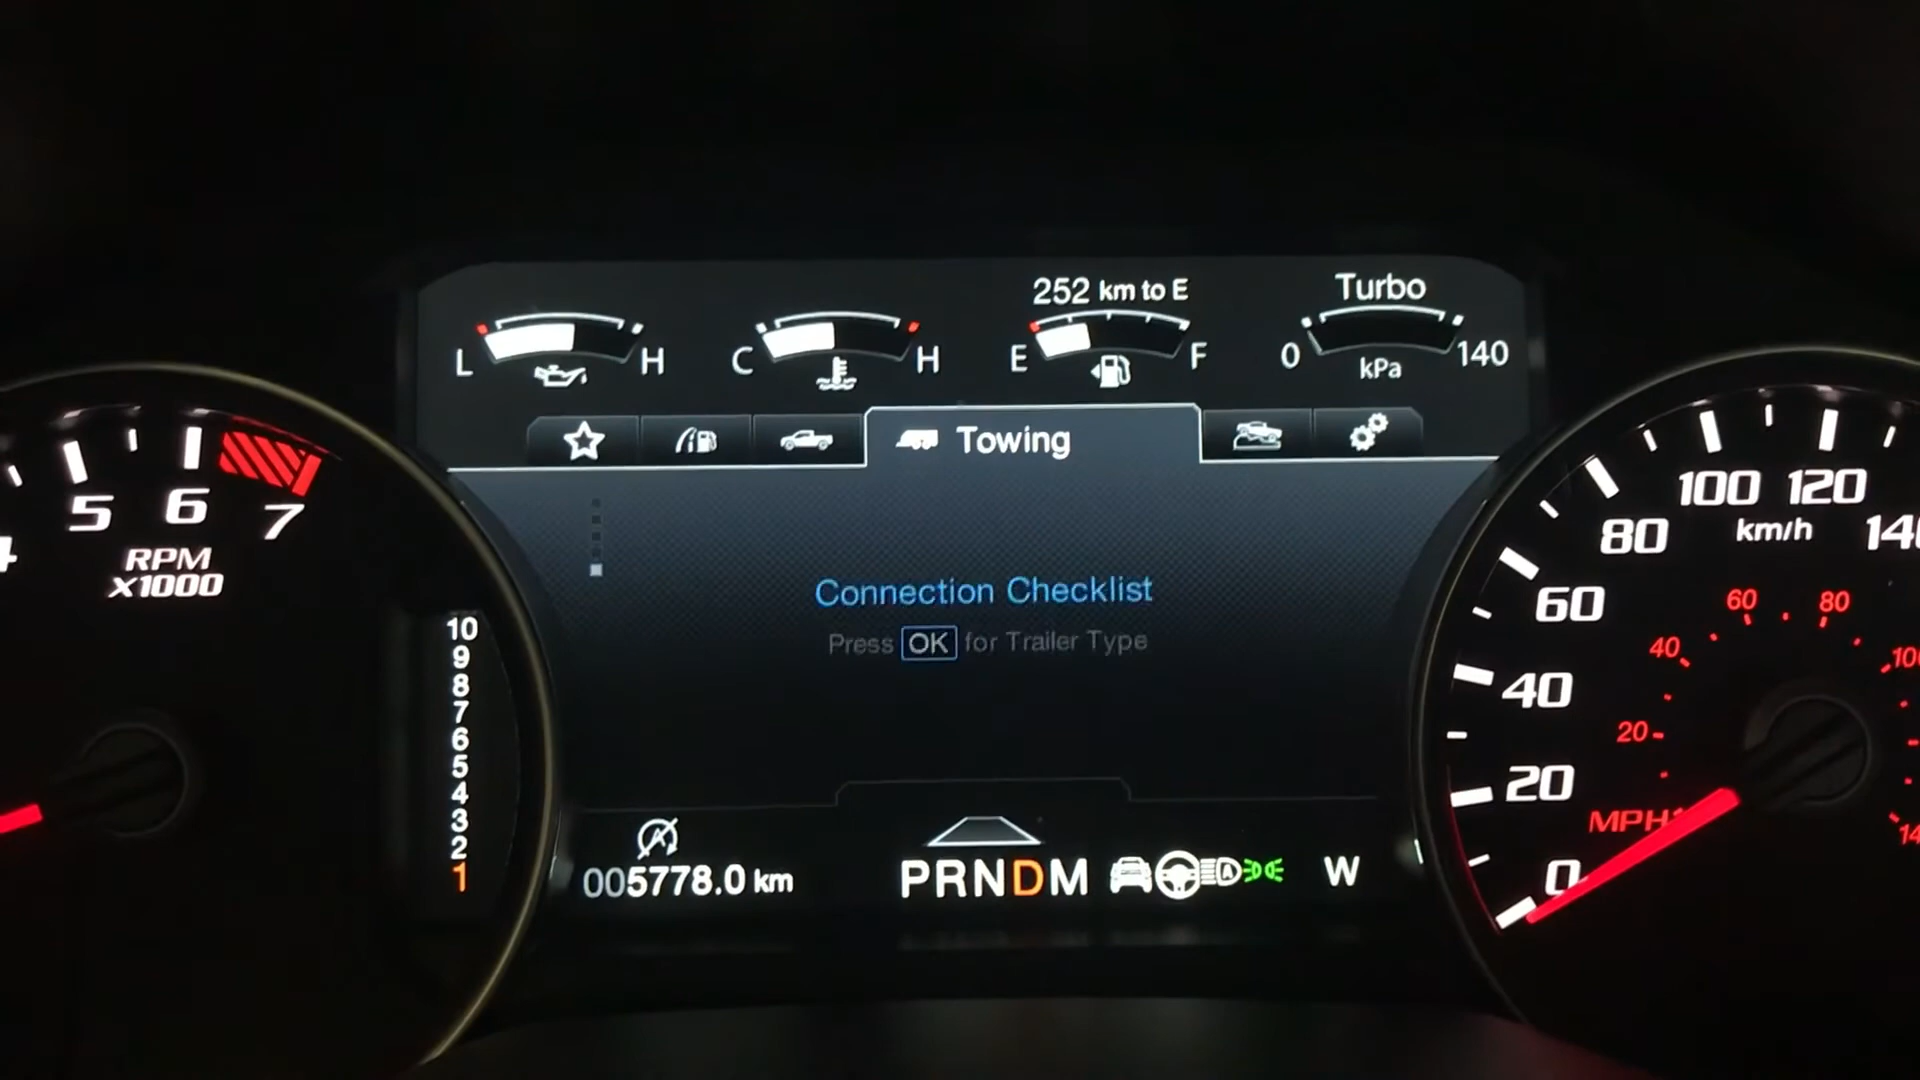 252 km to E
Turbo
L H
C H
E F
0 140
kPa
Towing
4 5 6 7
RPM
x1000
Connection Checklist
Press OK for Trailer Type
10
9
8
7
6
5
4
3
2
1
005778.0 km
PRNDM
A
W
0 20 40 60 80 100 120
km/h
20 40 60 80
MPH